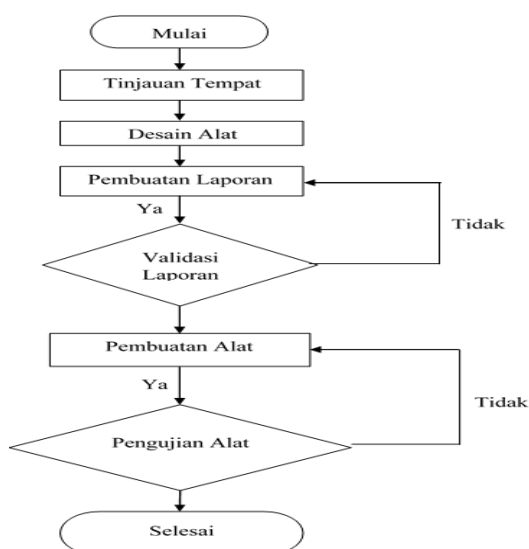 Mulai
Tinjauan Tempat
Desain Alat
Pembuatan Laporan
Ya
Tidak
Validasi
Laporan
Pembuatan Alat
Ya
Tidak
Pengujian Alat
Selesai